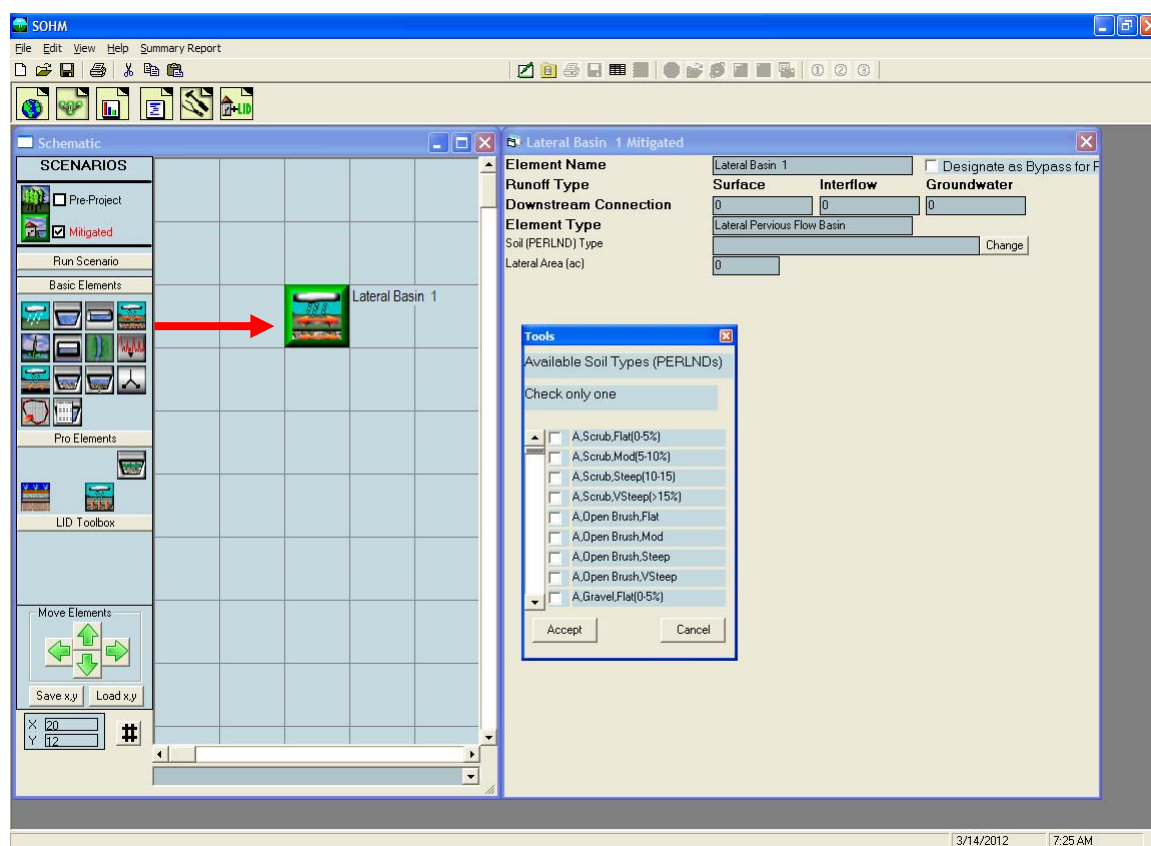 SOHM
File Edit View Help Summary Report
+LID
Schematic
SCENARIOS
Pre-Project
Mitigated
Run Scenario
Basic Elements
Pro Elements
LID Toolbox
Move Elements
Save x,y Load x,y
X 20
Y 12
#
Lateral Basin 1
Lateral Basin 1 Mitigated
Element Name Lateral Basin 1 Designate as Bypass for
Runoff Type Surface Interflow Groundwater
Downstream Connection 0 0 0
Element Type Lateral Pervious Flow Basin
Soil (PERLND) Type Change
Lateral Area (ac) 0
Tools
Available Soil Types (PERLNDs)
Check only one
A,Scrub,Flat(0-5%)
A,Scrub,Mod(5-10%)
A,Scrub,Steep(10-15)
A,Scrub,VSteep(>15%)
A,Open Brush,Flat
A,Open Brush,Mod
A,Open Brush,Steep
A,Open Brush,VSteep
A,Gravel,Flat(0-5%)
Accept Cancel
3/14/2012 7:25 AM